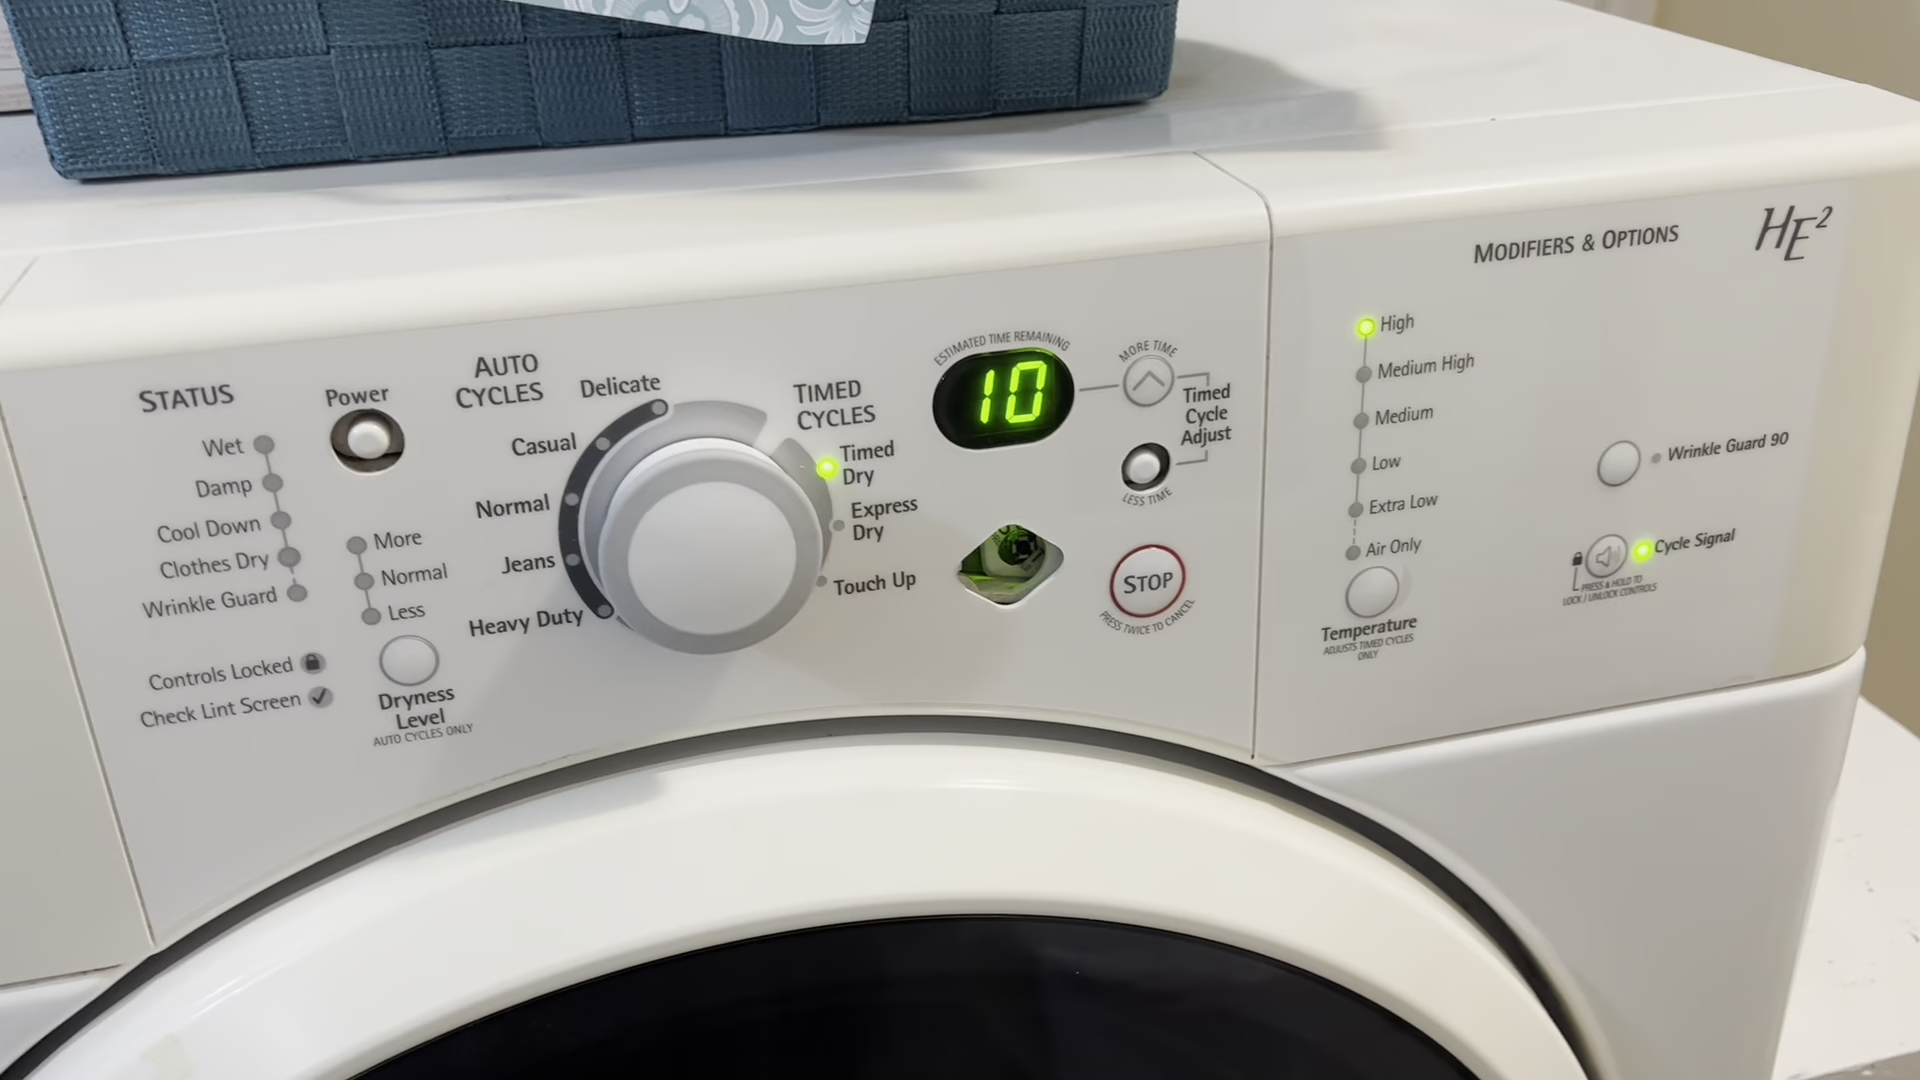 HE²
MODIFIERS & OPTIONS
STATUS
Wet
Damp
Cool Down
Clothes Dry
Wrinkle Guard
Controls Locked
Check Lint Screen
Power
More
Normal
Less
Dryness
Level
AUTO CYCLES ONLY
AUTO
CYCLES
Delicate
Casual
Normal
Jeans
Heavy Duty
TIMED
CYCLES
Timed
Dry
Express
Dry
Touch Up
ESTIMATED TIME REMAINING
10
MORE TIME
Timed
Cycle
Adjust
LESS TIME
STOP
PRESS TWICE TO CANCEL
High
Medium High
Medium
Low
Extra Low
Air Only
Temperature
ADJUSTS TIMED CYCLES
ONLY
Wrinkle Guard 90
Cycle Signal
PRESS & HOLD TO
LOCK / UNLOCK CONTROLS